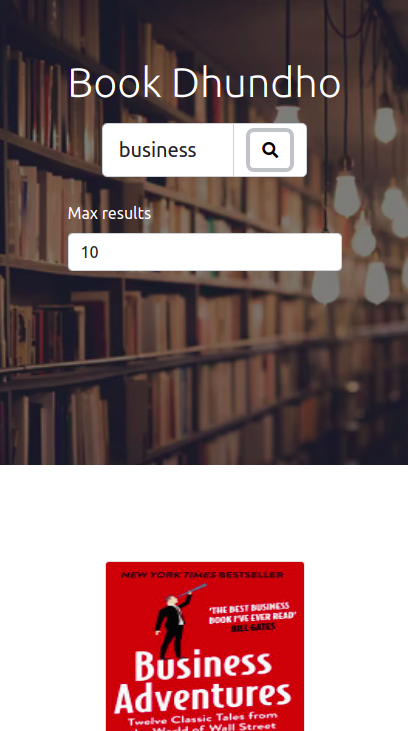 Book Dhundho
business
Max results
10
NEW YORK TIMES BESTSELLER
'THE BEST BUSINESS
BOOK I'VE EVER READ'
BILL GATES
Business
Adventures
Twelve Classic Tales from
the World of Wall Street